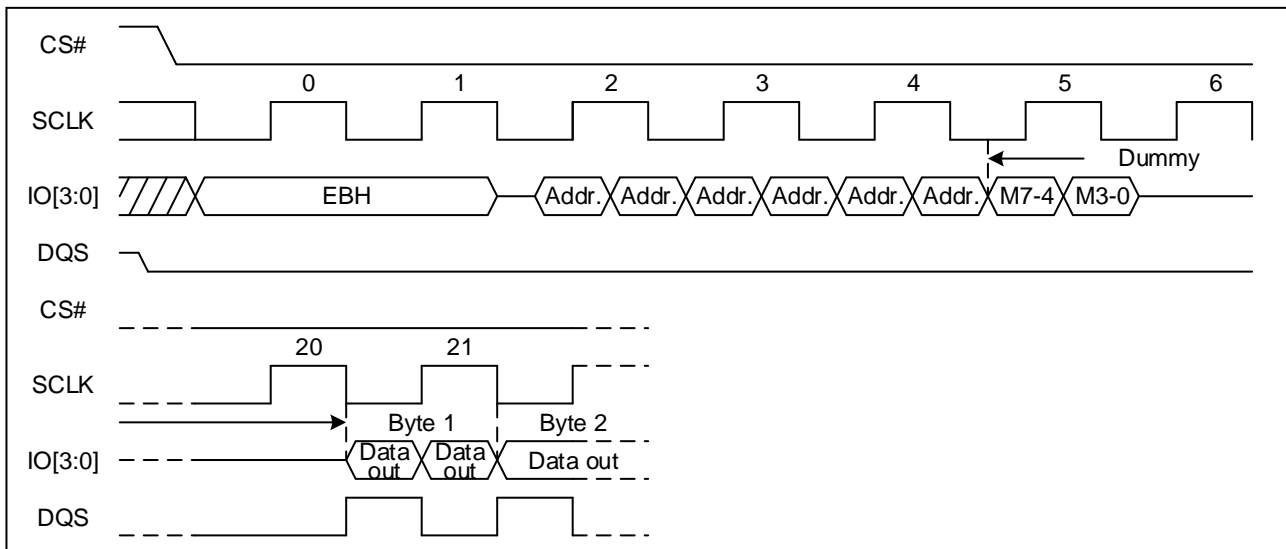 CS#
0 1 2 3 4 5 6
SCLK
Dummy
IO[3:0] EBH Addr. Addr. Addr. Addr. Addr. Addr. M7-4 M3-0
DQS
CS#
20 21
SCLK
Byte 1 Byte 2
IO[3:0] Data out Data out Data out
DQS